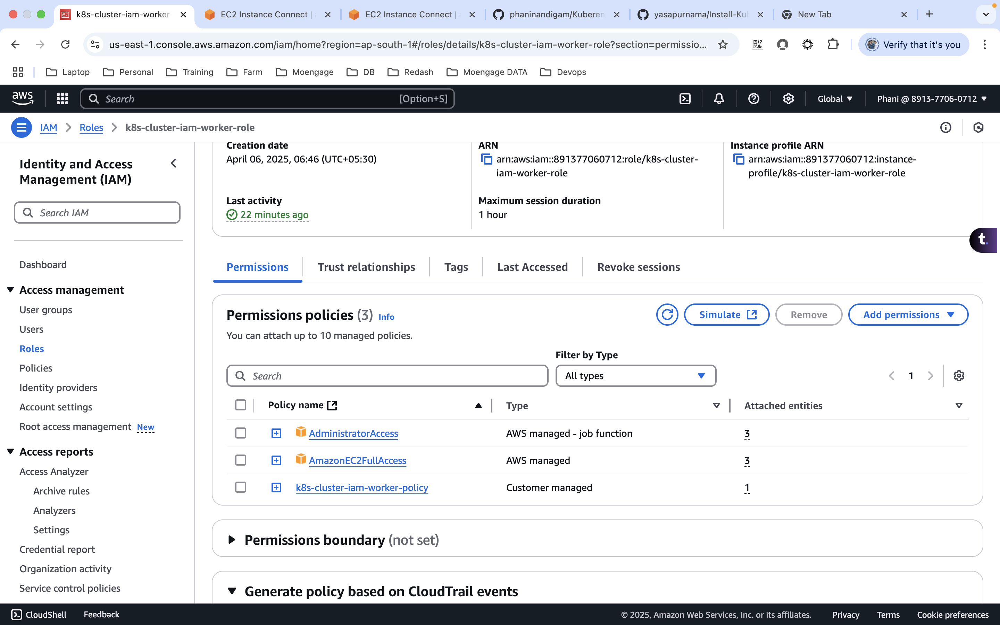 k8s-cluster-iam-worker-
EC2 Instance Connect |
EC2 Instance Connect |
phaninandigam/Kuberen
yasapurnama/Install-Ku
New Tab
us-east-1.console.aws.amazon.com/iam/home?region=ap-south-1#/roles/details/k8s-cluster-iam-worker-role?section=permissio...
Verify that it's you
Laptop
Personal
Training
Farm
Moengage
DB
Redash
Moengage DATA
Devops
aws
Search
[Option+S]
Global
Phani @ 8913-7706-0712
IAM
Roles
k8s-cluster-iam-worker-role
Identity and Access
Management (IAM)
Search IAM
Dashboard
Access management
User groups
Users
Roles
Policies
Identity providers
Account settings
Root access management New
Access reports
Access Analyzer
Archive rules
Analyzers
Settings
Credential report
Organization activity
Service control policies
Creation date
April 06, 2025, 06:46 (UTC+05:30)
ARN
arn:aws:iam::891377060712:role/k8s-cluster-
iam-worker-role
Instance profile ARN
arn:aws:iam::891377060712:instance-
profile/k8s-cluster-iam-worker-role
Last activity
22 minutes ago
Maximum session duration
1 hour
t.
Permissions
Trust relationships
Tags
Last Accessed
Revoke sessions
Permissions policies (3) Info
You can attach up to 10 managed policies.
Simulate
Remove
Add permissions
Filter by Type
Search
All types
1
Policy name
Type
Attached entities
AdministratorAccess
AWS managed - job function
3
AmazonEC2FullAccess
AWS managed
3
k8s-cluster-iam-worker-policy
Customer managed
1
Permissions boundary (not set)
Generate policy based on CloudTrail events
CloudShell
Feedback
© 2025, Amazon Web Services, Inc. or its affiliates.
Privacy
Terms
Cookie preferences